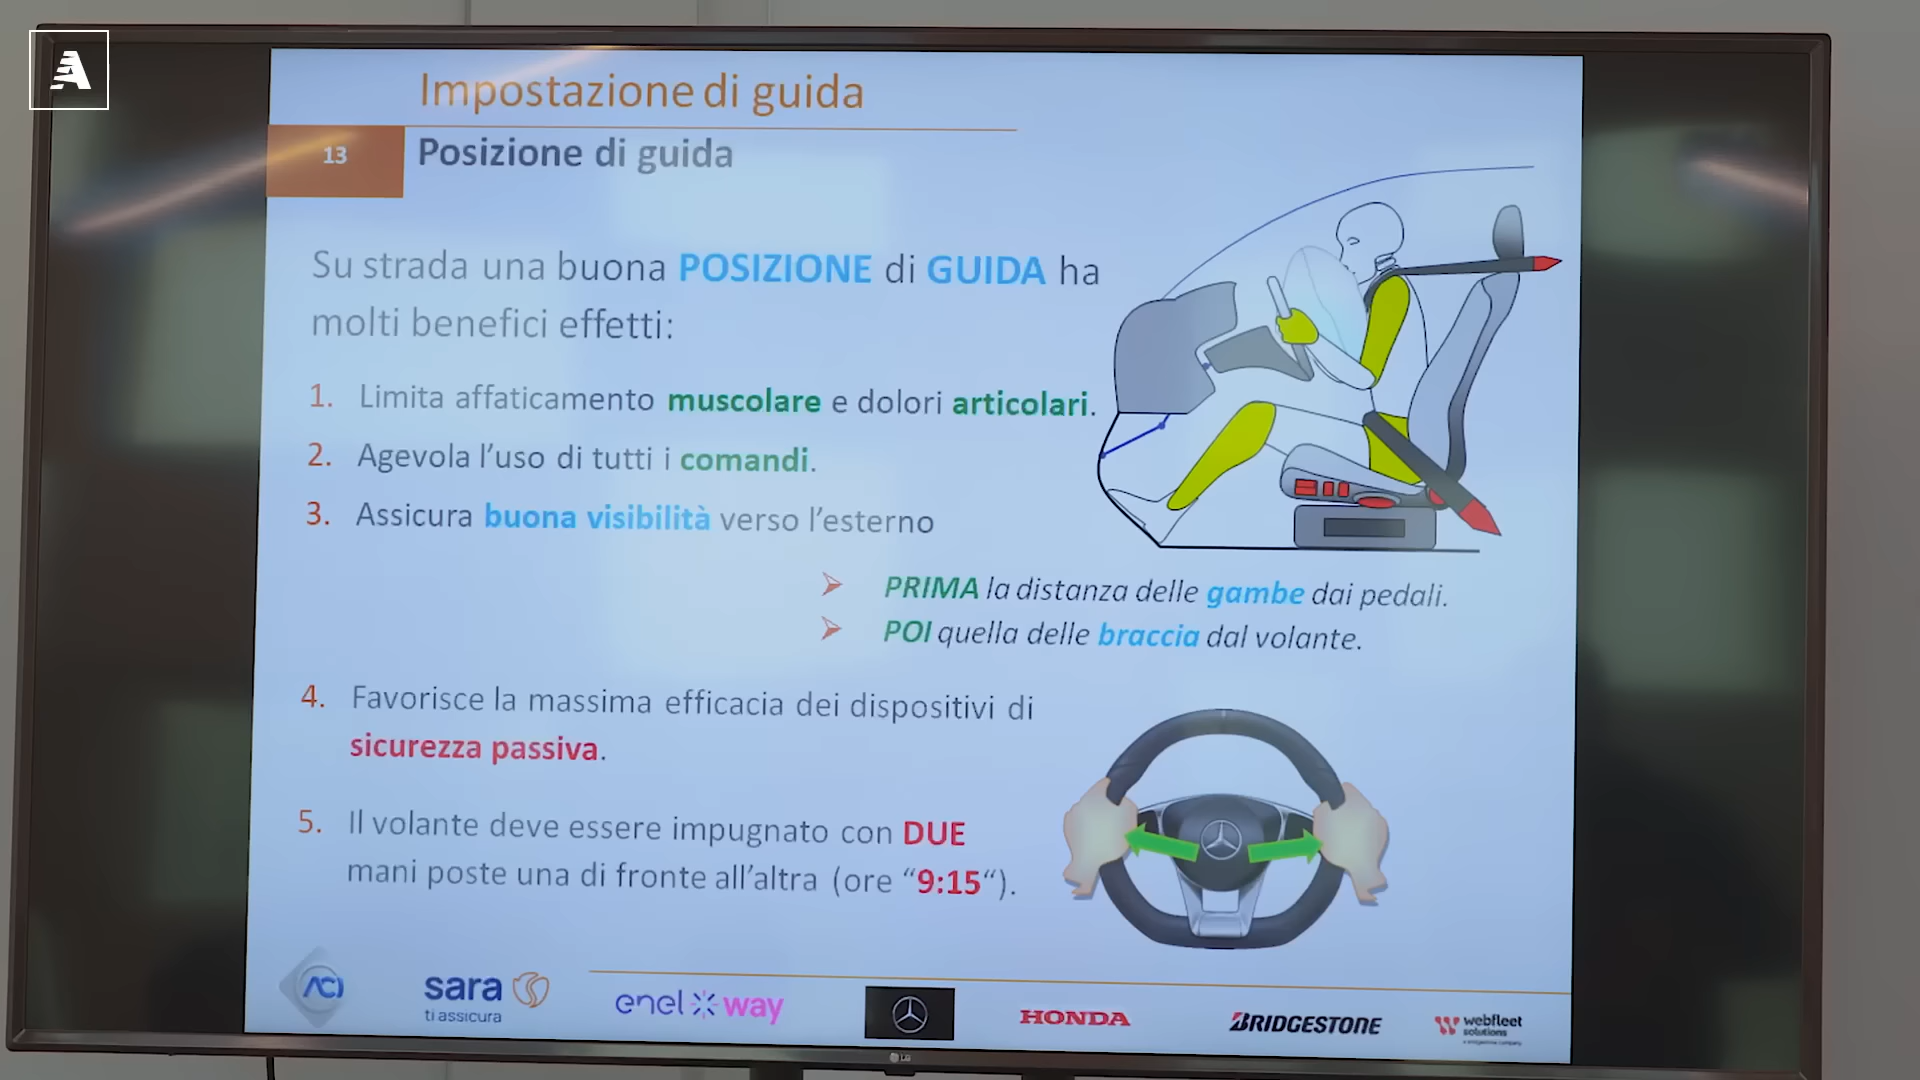 A
Impostazione di guida
13
Posizione di guida
Su strada una buona POSIZIONE di GUIDA ha
molti benefici effetti:
1. Limita affaticamento muscolare e dolori articolari.
2. Agevola l'uso di tutti i comandi.
3. Assicura buona visibilità verso l'esterno
PRIMA la distanza delle gambe dai pedali.
POI quella delle braccia dal volante.
4. Favorisce la massima efficacia dei dispositivi di
sicurezza passiva.
5. Il volante deve essere impugnato con DUE
mani poste una di fronte all'altra (ore “9:15“).
ACI
sara
ti assicura
enel way
HONDA
BRIDGESTONE
webfleet
solutions
LG